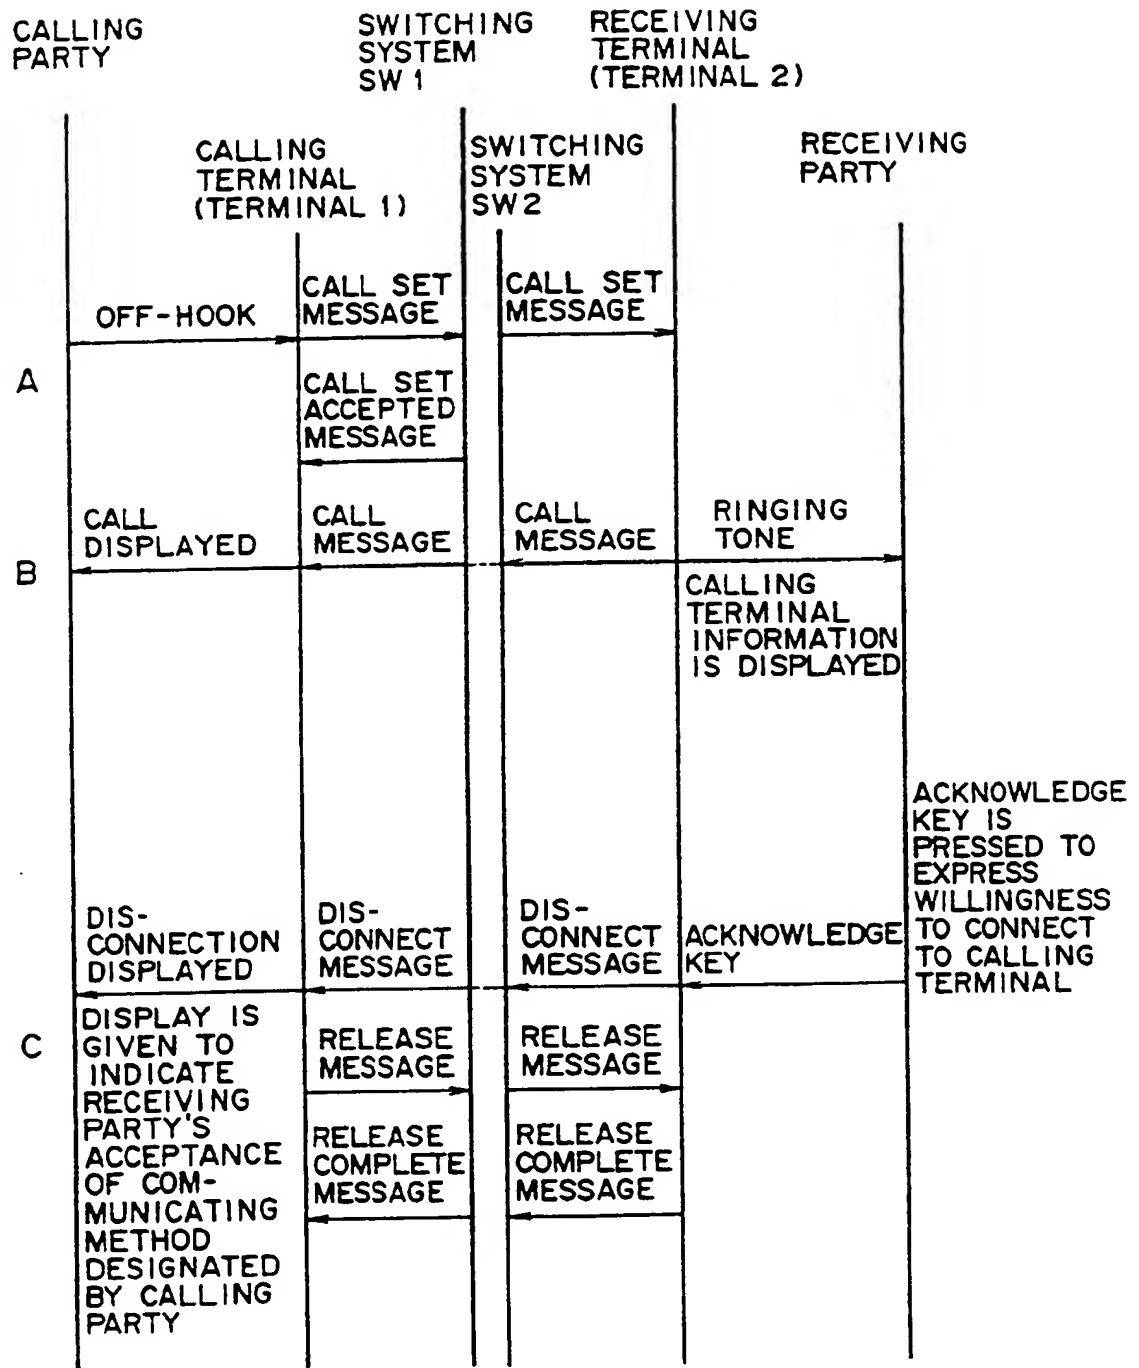 CALLING
PARTY
SWITCHING
SYSTEM
SW 1
RECEIVING
TERMINAL
(TERMINAL 2)
CALLING
TERMINAL
(TERMINAL 1)
SWITCHING
SYSTEM
SW2
RECEIVING
PARTY
OFF-HOOK
CALL SET
MESSAGE
CALL SET
MESSAGE
A
CALL SET
ACCEPTED
MESSAGE
CALL
DISPLAYED
CALL
MESSAGE
CALL
MESSAGE
RINGING
TONE
B
CALLING
TERMINAL
INFORMATION
IS DISPLAYED
ACKNOWLEDGE
KEY IS
PRESSED TO
EXPRESS
WILLINGNESS
TO CONNECT
TO CALLING
TERMINAL
DIS-
CONNECTION
DISPLAYED
DIS-
CONNECT
MESSAGE
DIS-
CONNECT
MESSAGE
ACKNOWLEDGE
KEY
C
DISPLAY IS
GIVEN TO
INDICATE
RECEIVING
PARTY'S
ACCEPTANCE
OF COM-
MUNICATING
METHOD
DESIGNATED
BY CALLING
PARTY
RELEASE
MESSAGE
RELEASE
MESSAGE
RELEASE
COMPLETE
MESSAGE
RELEASE
COMPLETE
MESSAGE